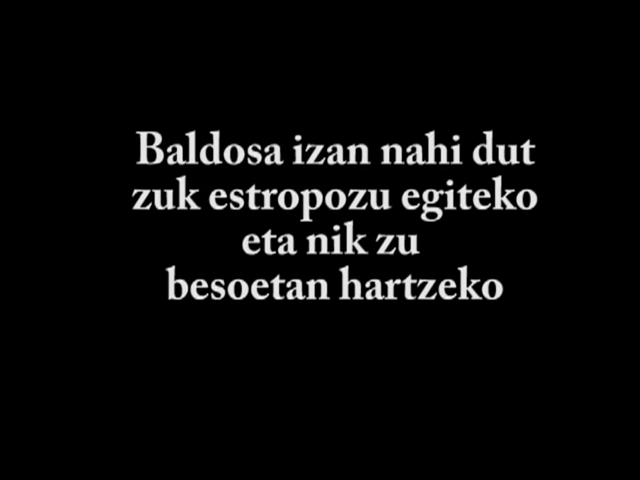 Baldosa izan nahi dut
zuk estropozu egiteko
eta nik zu
besoetan hartzeko